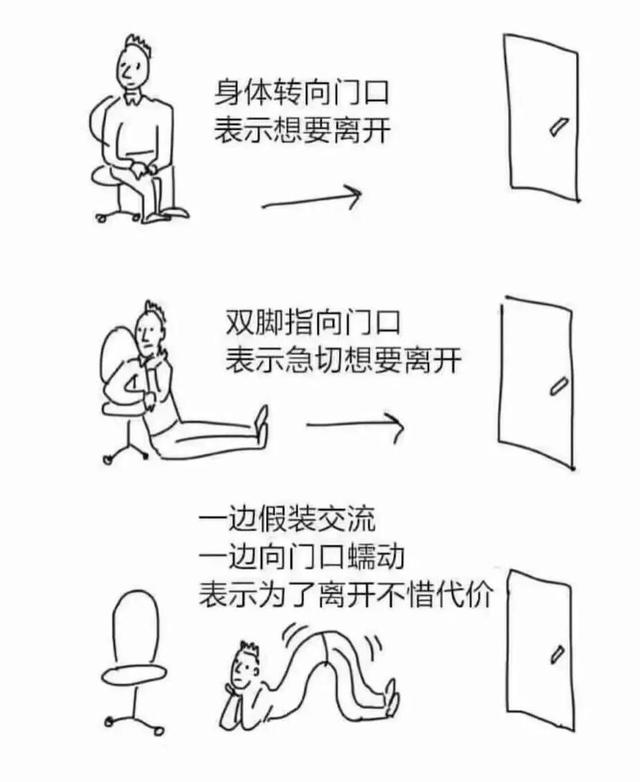 身体转向门口
表示想要离开
双脚指向门口
表示急切想要离开
一边假装交流
一边向门口蠕动
表示为了离开不惜代价